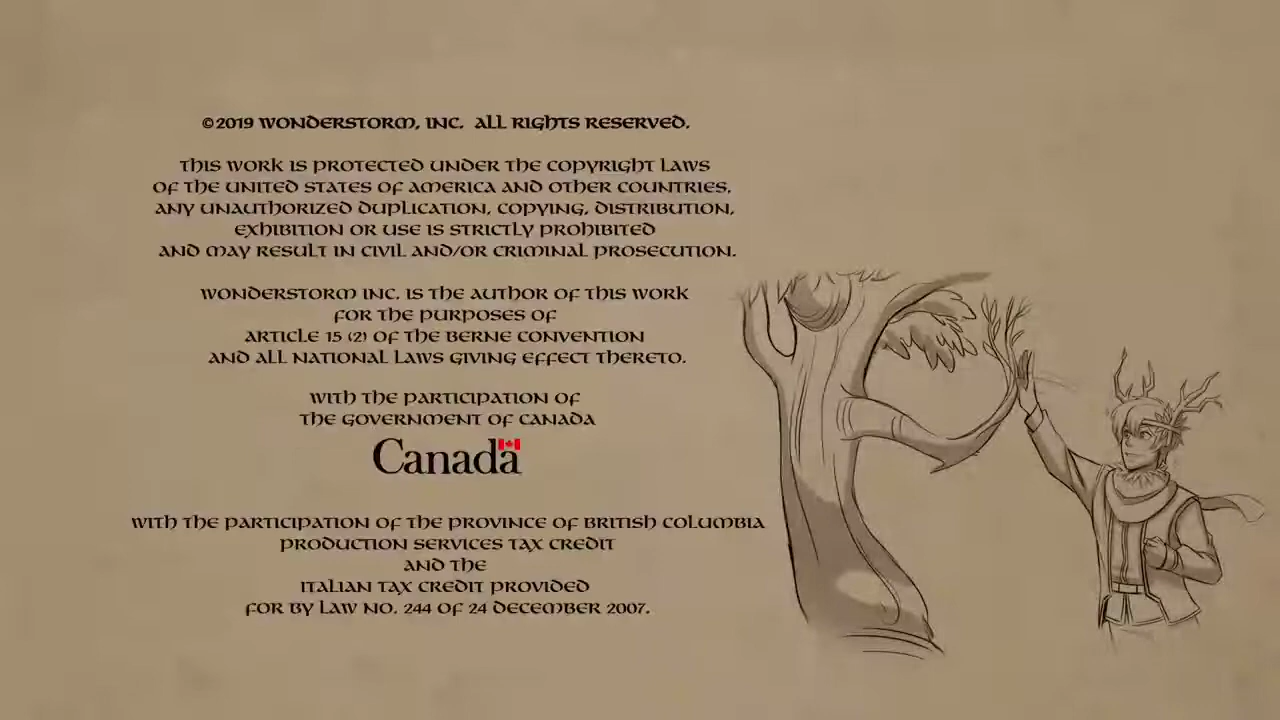 ©2019 WONDERSTORM, INC. ALL RIGHTS RESERVED.
THIS WORK IS PROTECTED UNDER THE COPYRIGHT LAWS
OF THE UNITED STATES OF AMERICA AND OTHER COUNTRIES,
ANY UNAUTHORIZED DUPLICATION, COPYING, DISTRIBUTION,
EXHIBITION OR USE IS STRICTLY PROHIBITED
AND MAY RESULT IN CIVIL AND/OR CRIMINAL PROSECUTION.
WONDERSTORM INC. IS THE AUTHOR OF THIS WORK
FOR THE PURPOSES OF
ARTICLE 15 (2) OF THE BERNE CONVENTION
AND ALL NATIONAL LAWS GIVING EFFECT THERETO.
WITH THE PARTICIPATION OF
THE GOVERNMENT OF CANADA
Canada
WITH THE PARTICIPATION OF THE PROVINCE OF BRITISH COLUMBIA
PRODUCTION SERVICES TAX CREDIT
AND THE
ITALIAN TAX CREDIT PROVIDED
FOR BY LAW NO. 244 OF 24 DECEMBER 2007.